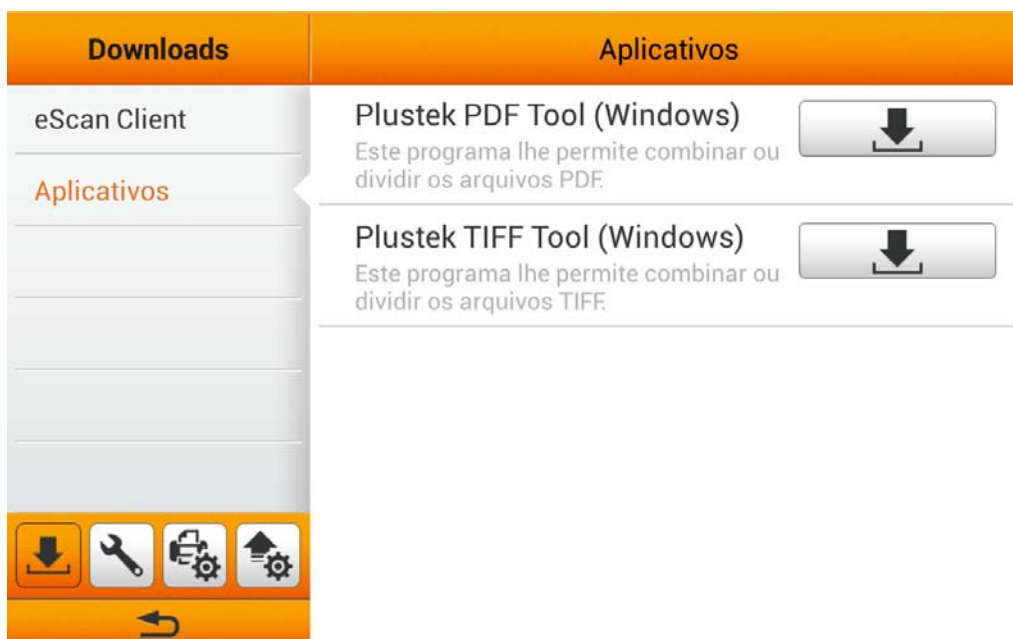 Downloads
Aplicativos
eScan Client
Aplicativos
Plustek PDF Tool (Windows)
Este programa lhe permite combinar ou
dividir os arquivos PDF.
Plustek TIFF Tool (Windows)
Este programa lhe permite combinar ou
dividir os arquivos TIFF.